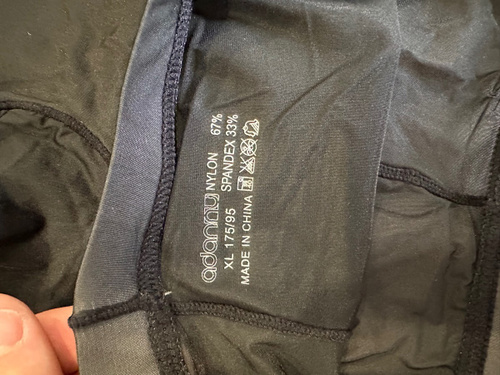 adannu NYLON 67%
XL 175/95 SPANDEX 33%
MADE IN CHINA